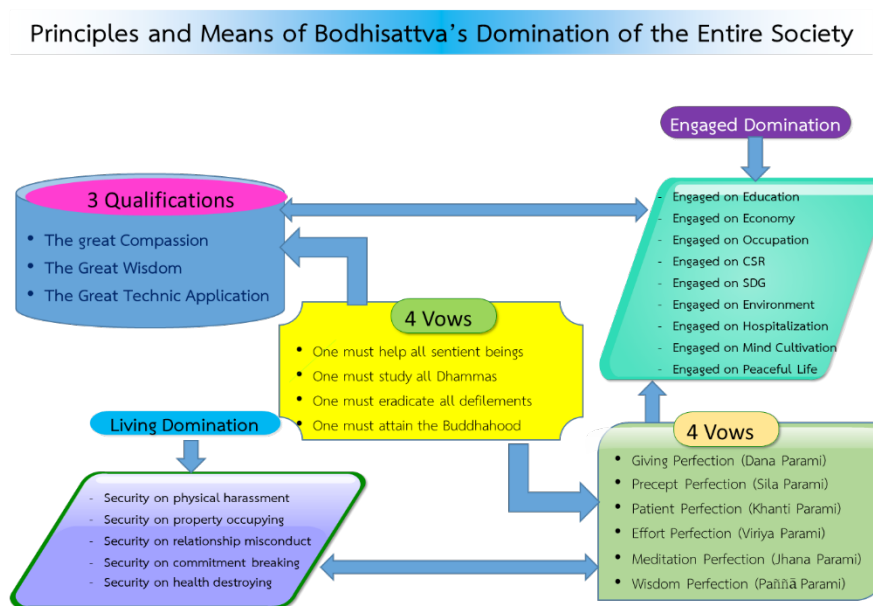 Principles and Means of Bodhisattva's Domination of the Entire Society
Engaged Domination
3 Qualifications
• The great Compassion
• The Great Wisdom
• The Great Technic Application
- Engaged on Education
- Engaged on Economy
- Engaged on Occupation
- Engaged on CSR
- Engaged on SDG
- Engaged on Environment
- Engaged on Hospitalization
- Engaged on Mind Cultivation
- Engaged on Peaceful Life
4 Vows
• One must help all sentient beings
• One must study all Dhammas
• One must eradicate all defilements
• One must attain the Buddhahood
Living Domination
- Security on physical harassment
- Security on property occupying
- Security on relationship misconduct
- Security on commitment breaking
- Security on health destroying
4 Vows
• Giving Perfection (Dana Parami)
• Precept Perfection (Sila Parami)
• Patient Perfection (Khanti Parami)
• Effort Perfection (Viriya Parami)
• Meditation Perfection (Jhana Parami)
• Wisdom Perfection (Paññā Parami)